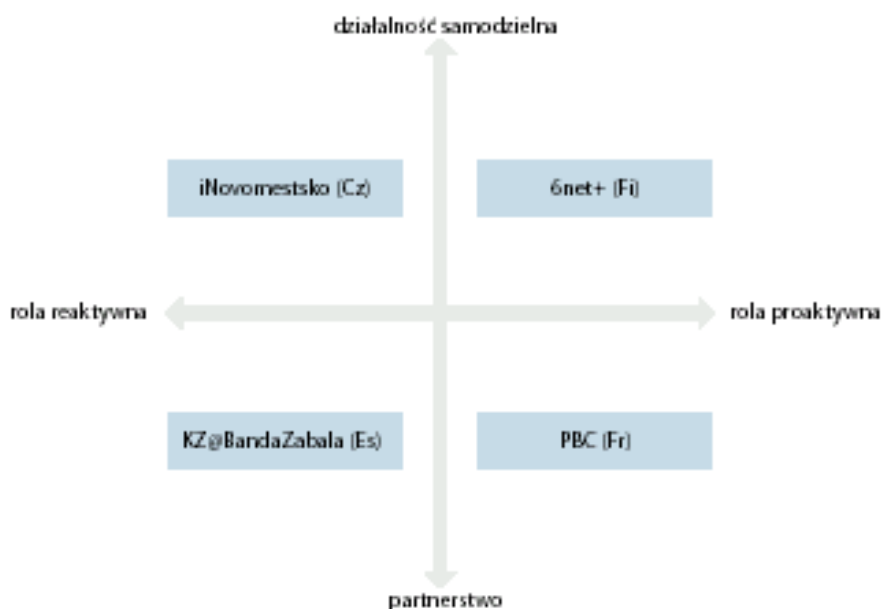 działalność samodzielna
iNovomestsko (Cz)
6net+ (Fi)
rola reaktywna
rola proaktywna
KZ@BandaZabala (Es)
PBC (Fr)
partnerstwo